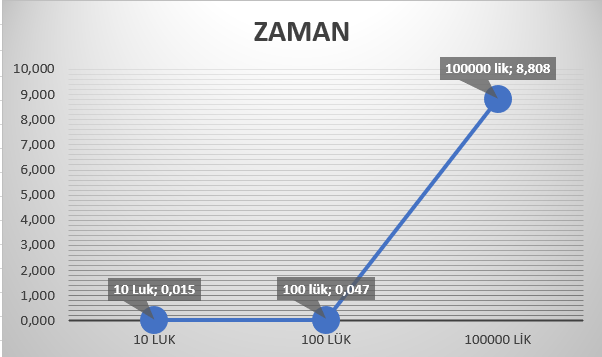 ZAMAN
10,000
9,000
8,000
7,000
6,000
5,000
4,000
3,000
2,000
1,000
0,000
100000 lik; 8,808
10 Luk; 0,015
100 lük; 0,047
10 LUK
100 LÜK
100000 LİK